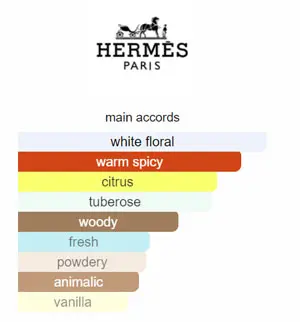 HERMÈS
PARIS
main accords
white floral
warm spicy
citrus
tuberose
woody
fresh
powdery
animalic
vanilla